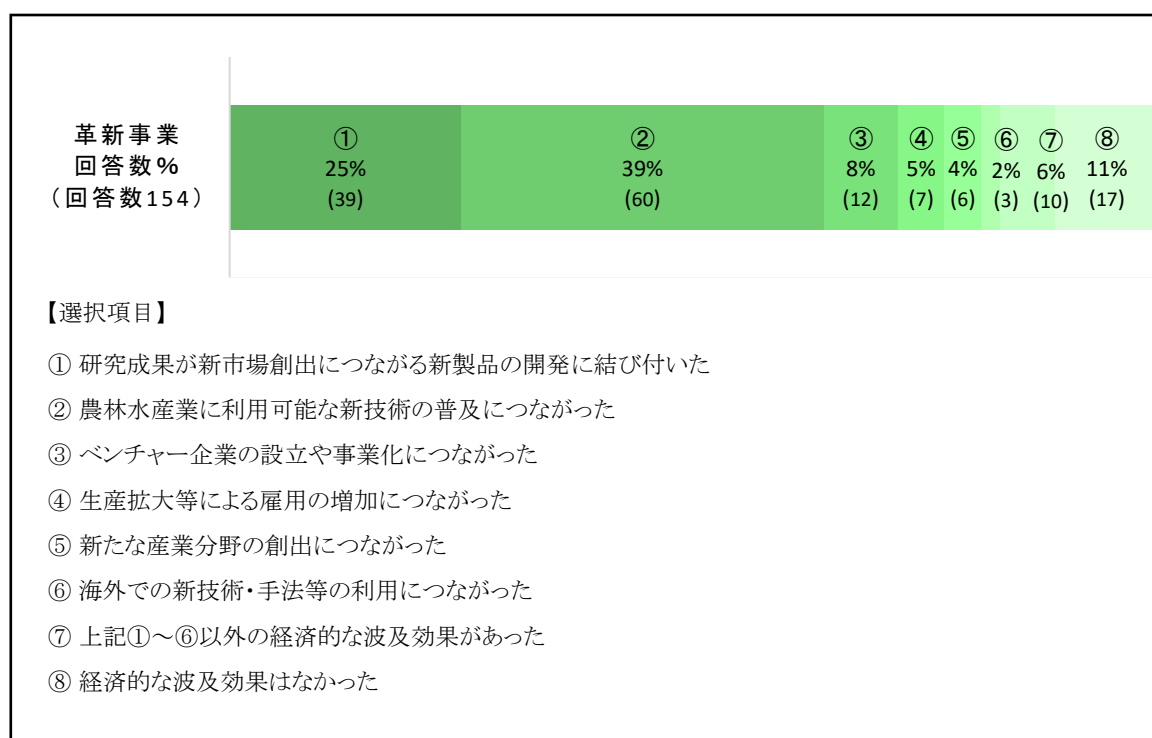 革新事業
回答数%
(回答数154)
① ② ③ ④ ⑤ ⑥ ⑦ ⑧
25% 39% 8% 5% 4% 2% 6% 11%
(39) (60) (12) (7) (6) (3) (10) (17)
【選択項目】
① 研究成果が新市場創出につながる新製品の開発に結び付いた
② 農林水産業に利用可能な新技術の普及につながった
③ ベンチャー企業の設立や事業化につながった
④ 生産拡大等による雇用の増加につながった
⑤ 新たな産業分野の創出につながった
⑥ 海外での新技術・手法等の利用につながった
⑦ 上記①～⑥以外の経済的な波及効果があった
⑧ 経済的な波及効果はなかった